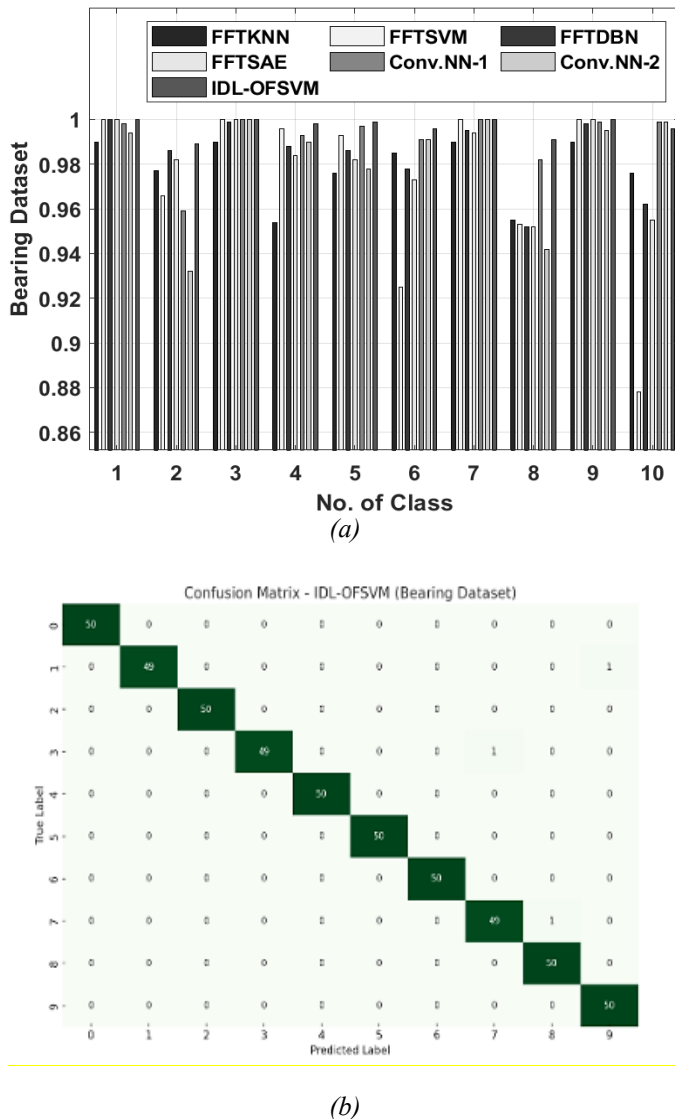 FFTKNN FFTSVM FFTDBN
FFTSAE Conv.NN-1 Conv.NN-2
IDL-OFSVM
Bearing Dataset
1
0.98
0.96
0.94
0.92
0.9
0.88
0.86
1 2 3 4 5 6 7 8 9 10
No. of Class
(a)
Confusion Matrix - IDL-OFSVM (Bearing Dataset)
True Label
0 50 0 0 0 0 0 0 0 0 0
1 0 49 0 0 0 0 0 0 0 1
2 0 0 50 0 0 0 0 0 0 0
3 0 0 0 49 0 0 0 1 0 0
4 0 0 0 0 50 0 0 0 0 0
5 0 0 0 0 0 50 0 0 0 0
6 0 0 0 0 0 0 50 0 0 0
7 0 0 0 0 0 0 0 49 1 0
8 0 0 0 0 0 0 0 0 50 0
9 0 0 0 0 0 0 0 0 0 50
0 1 2 3 4 5 6 7 8 9
Predicted Label
(b)